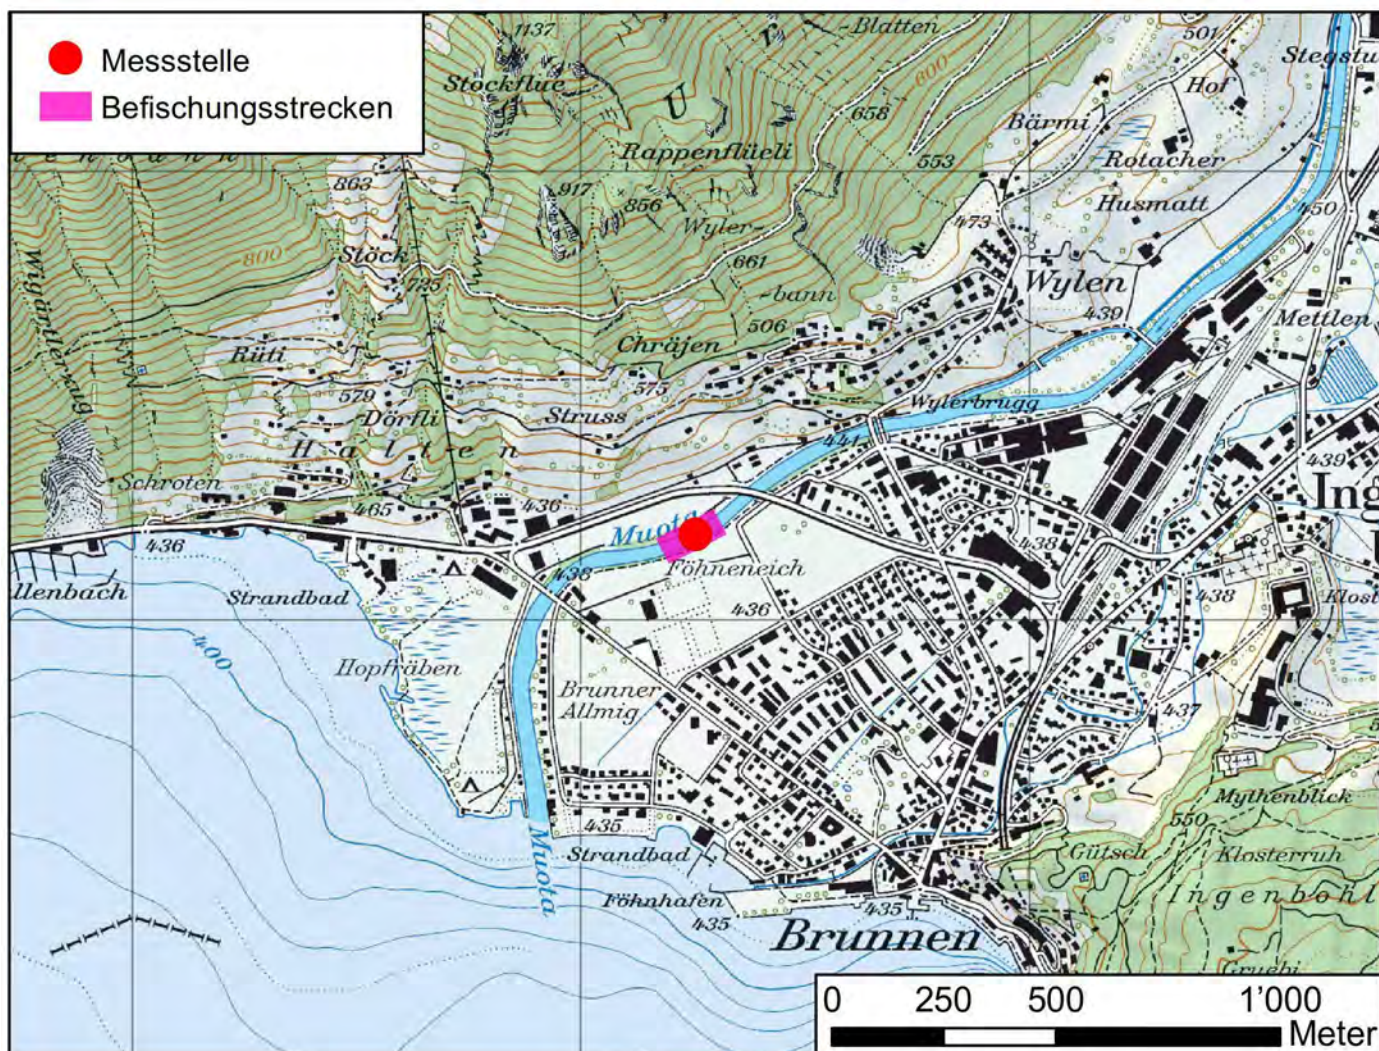 Messstelle
Befischungsstrecken
1137
Stockflue
U
r
Blatten
800
501
Hof
Stegstu
Bärmi
658
553
Rotacher
Husmatt
Rappenflüeli
863
917
856
Wyler-
473
450
800
Stöck
725
661
-bann
Wylen
506
439
Mettlen
Rüti
Chräjen
575
579
Dörfli
Struss
Wylerbrugg
441
H a l t e n
439
Schroten
465
436
Ing
436
Muota
438
438
Föhneneich
llenbach
Strandbad
436
438
Klost
400
Hopfräben
Brunner
Allmig
437
Mythenblick
435
550
Muota
Strandbad
Gütsch
Klosterruh
Föhnhafen
Ingenbohl
435
435
Brunnen
Gruebi
0 250 500 1'000
Meter